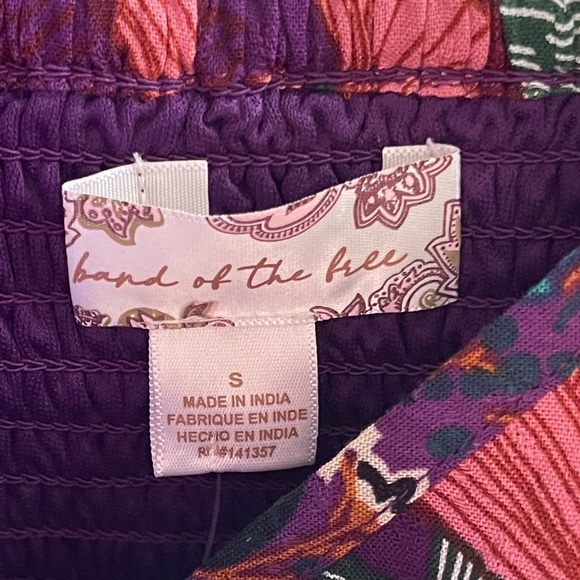 band of the free
S
MADE IN INDIA
FABRIQUE EN INDE
HECHO EN INDIA
RN#141357